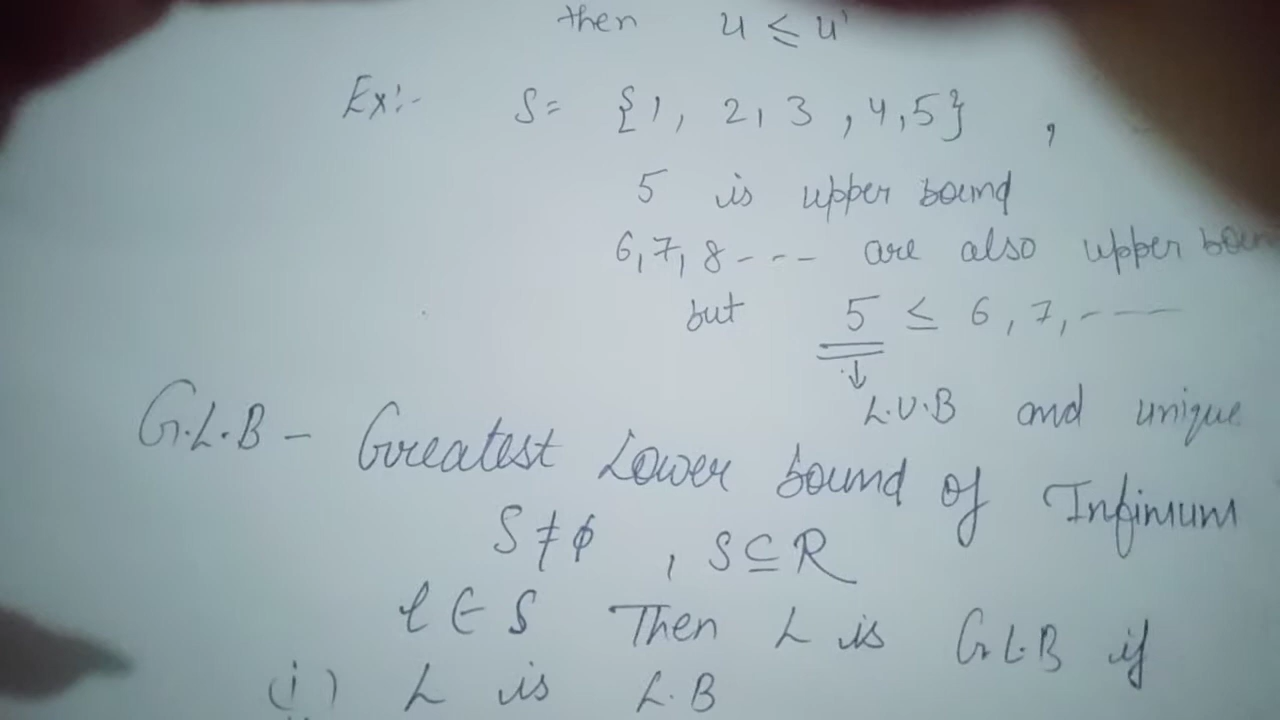 then u ≤ u'
Ex:- S= {1, 2, 3, 4, 5} ,
5 is upper bound
6, 7, 8 - - - are also upper boun
but 5 ≤ 6, 7, - - - -
↓
L.U.B and unique
G.L.B - Greatest Lower bound of Infimum
S ≠ ϕ , S ⊆ R
l ∈ S Then L is G.L.B if
(i) L is L.B